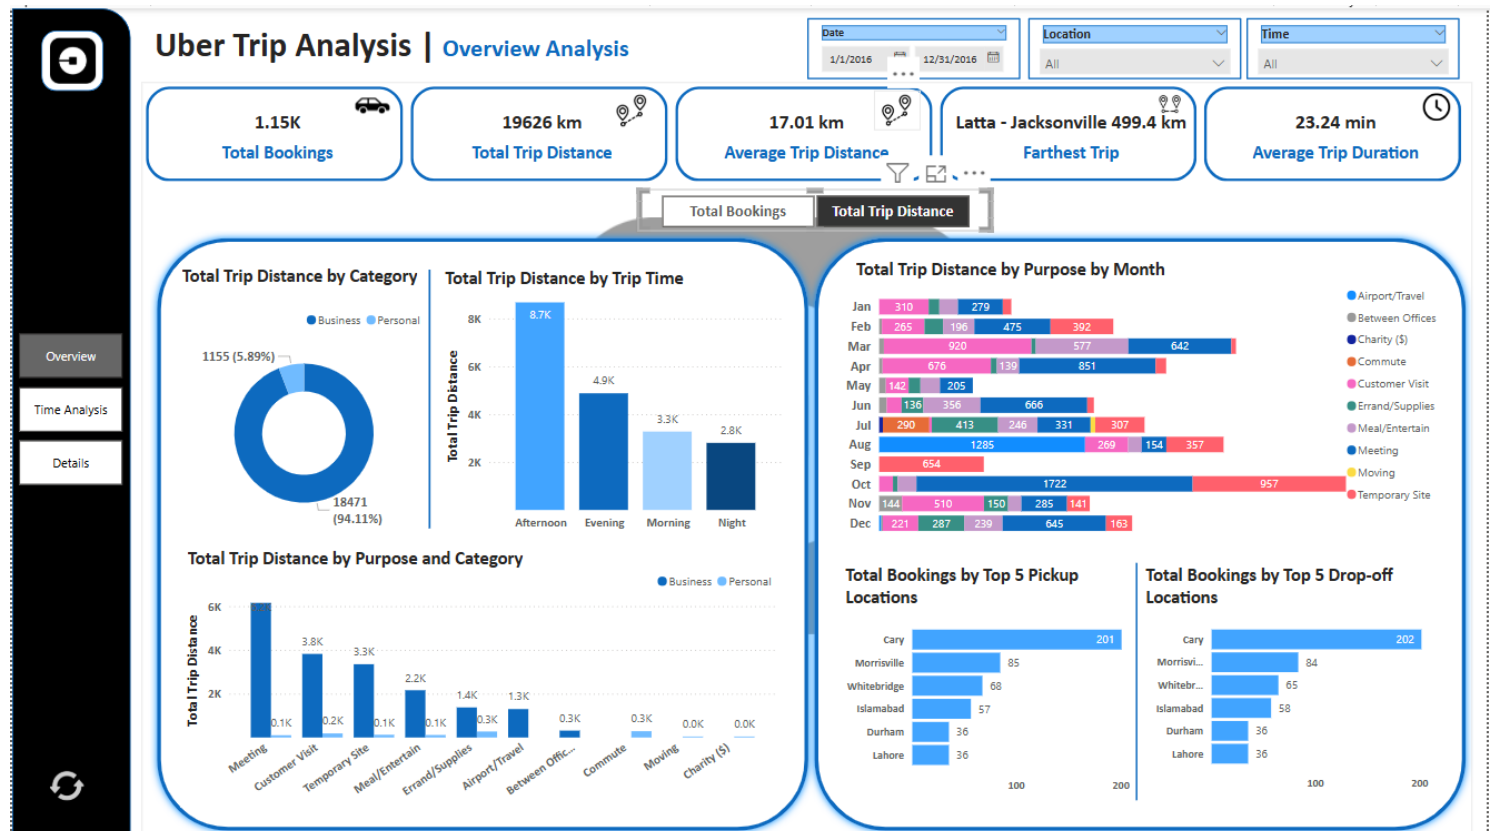 Uber Trip Analysis | Overview Analysis
Date
1/1/2016
12/31/2016
Location
All
Time
All
1.15K
Total Bookings
19626 km
Total Trip Distance
17.01 km
Average Trip Distance
Latta - Jacksonville 499.4 km
Farthest Trip
23.24 min
Average Trip Duration
Total Bookings
Total Trip Distance
Overview
Time Analysis
Details
Total Trip Distance by Category
Business Personal
1155 (5.89%)
18471
(94.11%)
Total Trip Distance by Trip Time
Total Trip Distance
8K
6K
4K
2K
8.7K
4.9K
3.3K
2.8K
Afternoon Evening Morning Night
Total Trip Distance by Purpose and Category
Business Personal
Total Trip Distance
6K
4K
2K
0.1K
3.8K
0.2K
3.3K
0.1K
2.2K
0.1K
1.4K
0.3K
1.3K
0.3K
0.3K
0.0K
0.0K
Meeting
Customer Visit
Temporary Site
Meal/Entertain
Errand/Supplies
Airport/Travel
Between Offic...
Commute
Moving
Charity ($)
Total Trip Distance by Purpose by Month
Jan 310 279
Feb 265 196 475 392
Mar 920 577 642
Apr 676 139 851
May 142 205
Jun 136 356 666
Jul 290 413 246 331 307
Aug 1285 269 154 357
Sep 654
Oct 1722 957
Nov 144 510 150 285 141
Dec 221 287 239 645 163
Airport/Travel
Between Offices
Charity ($)
Commute
Customer Visit
Errand/Supplies
Meal/Entertain
Meeting
Moving
Temporary Site
Total Bookings by Top 5 Pickup
Locations
Cary 201
Morrisville 85
Whitebridge 68
Islamabad 57
Durham 36
Lahore 36
100 200
Total Bookings by Top 5 Drop-off
Locations
Cary 202
Morrisvi... 84
Whitebr... 65
Islamabad 58
Durham 36
Lahore 36
100 200